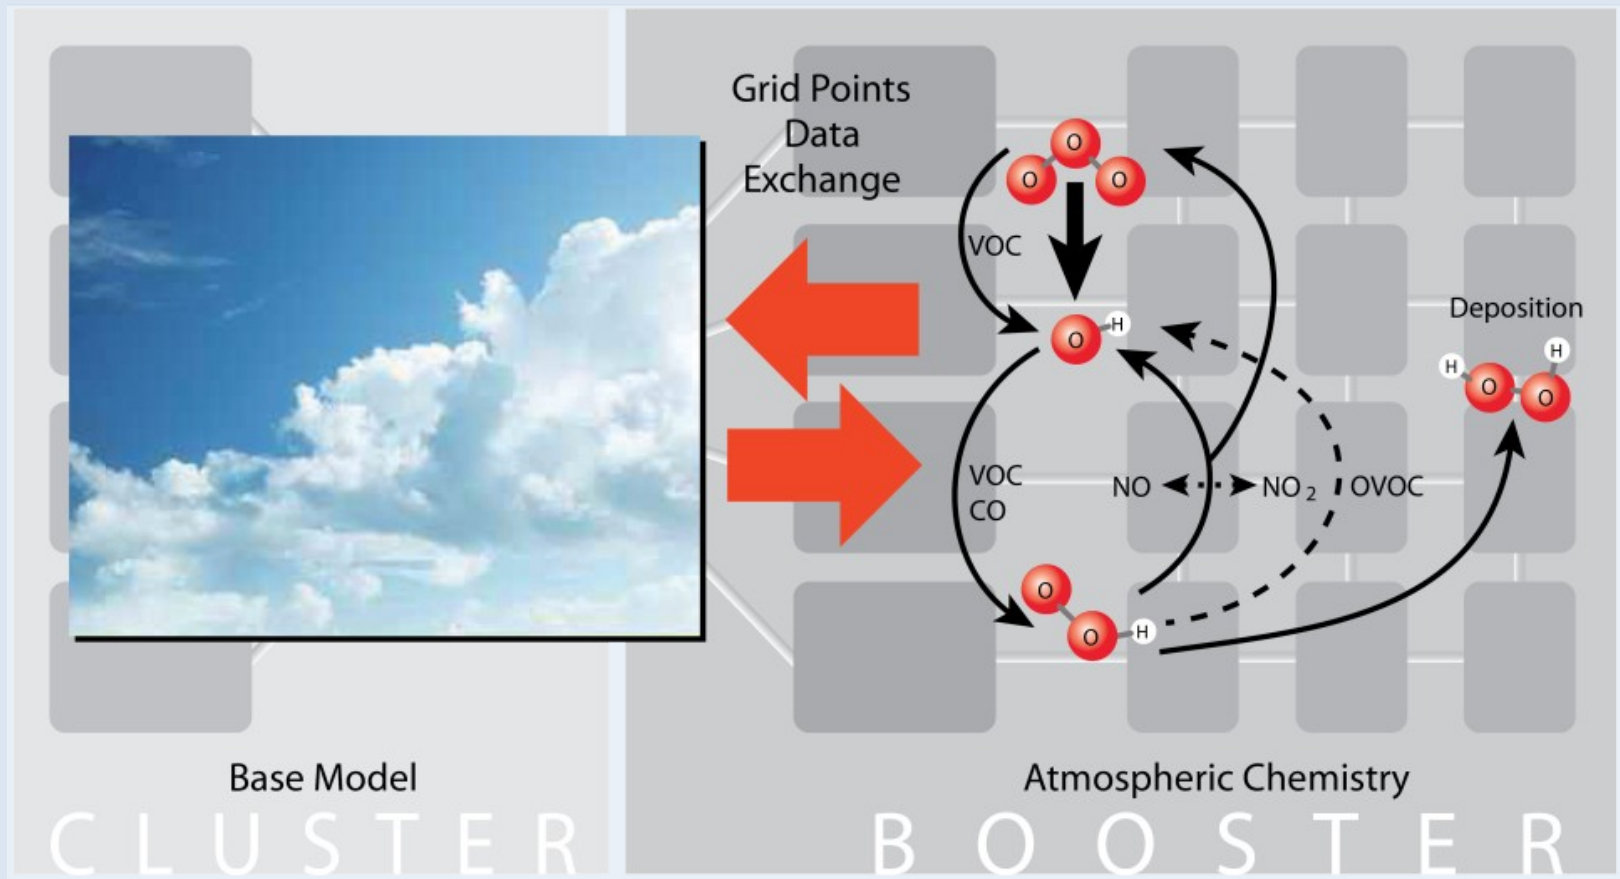 Grid Points
Data
Exchange
O
O
O
VOC
O
H
Deposition
H
H
O
O
VOC
CO
NO
NO2
OVOC
O
O
H
Base Model
Atmospheric Chemistry
CLUSTER
BOOSTER